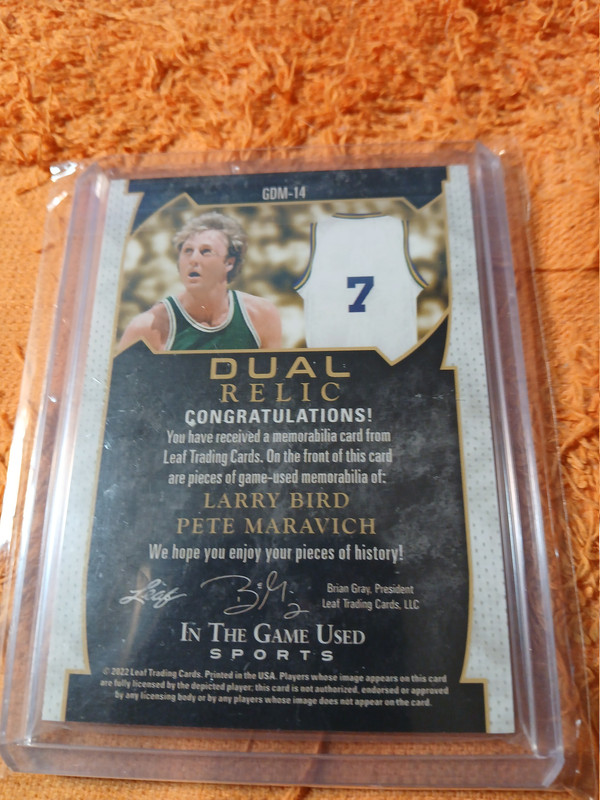 GDM-14
7
DUAL
RELIC
CONGRATULATIONS!
You have received a memorabilia card from
Leaf Trading Cards. On the front of this card
are pieces of game-used memorabilia of:
LARRY BIRD
PETE MARAVICH
We hope you enjoy your pieces of history!
Leaf
Brian Gray, President
Leaf Trading Cards, LLC
IN THE GAME USED
SPORTS
© 2022 Leaf Trading Cards. Printed in the USA. Players whose image appears on this card
are fully licensed by the depicted player; this card is not authorized, endorsed or approved
by any licensing body or by any players whose image does not appear on the card.